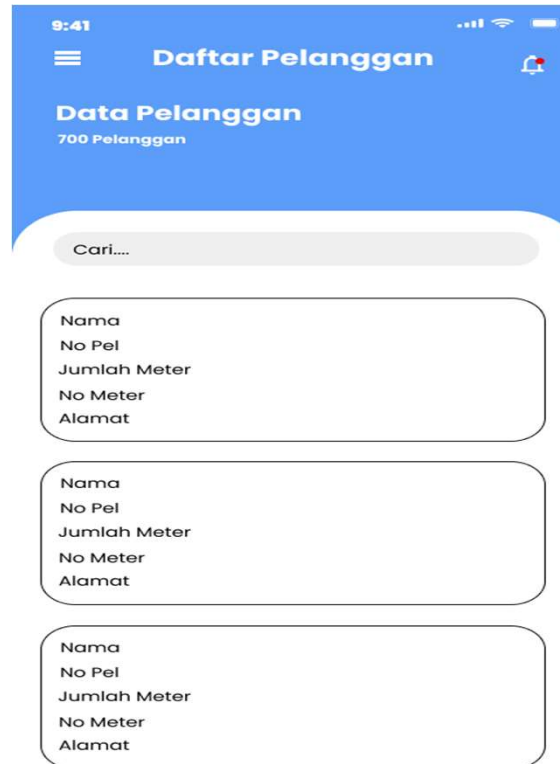 9:41
Daftar Pelanggan
Data Pelanggan
700 Pelanggan
Cari....
Nama
No Pel
Jumlah Meter
No Meter
Alamat
Nama
No Pel
Jumlah Meter
No Meter
Alamat
Nama
No Pel
Jumlah Meter
No Meter
Alamat